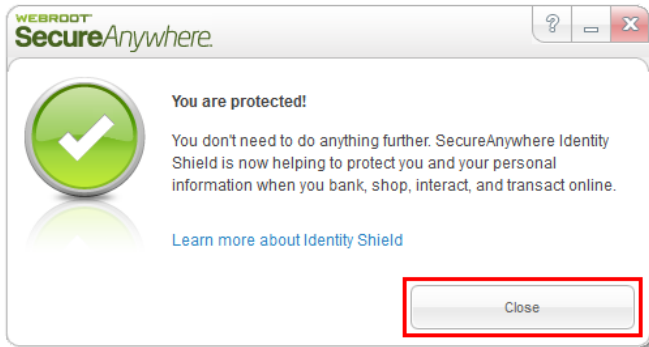 WEBROOT
SecureAnywhere.
?
You are protected!
You don't need to do anything further. SecureAnywhere Identity
Shield is now helping to protect you and your personal
information when you bank, shop, interact, and transact online.
Learn more about Identity Shield
Close